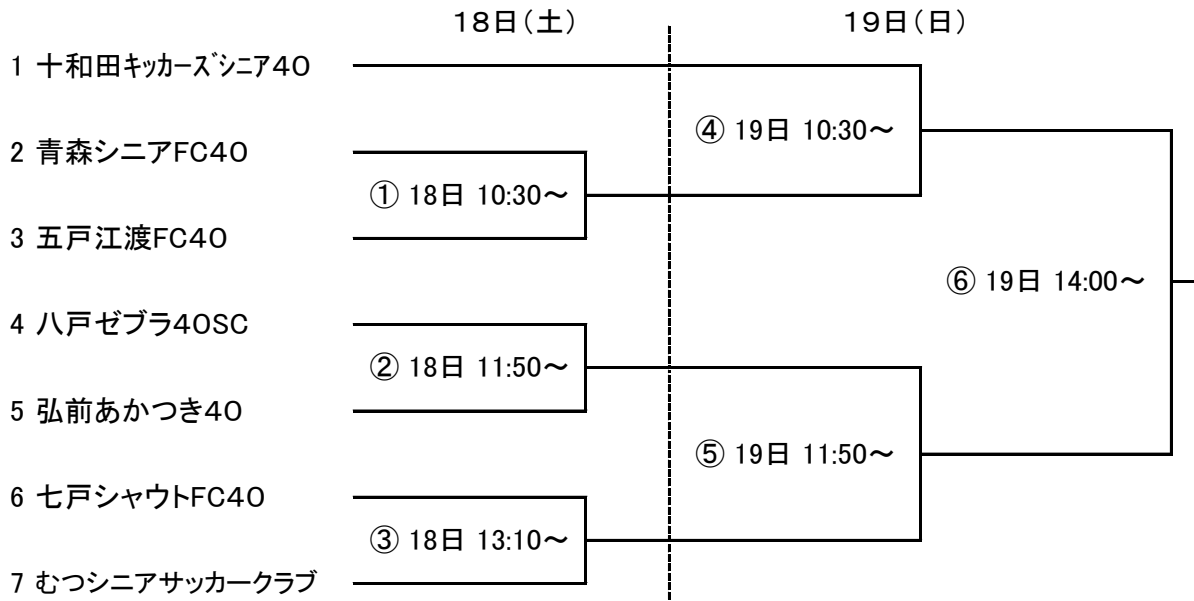 18日(土) 19日(日)
1 十和田キッカーズシニア40
④ 19日 10:30～
2 青森シニアFC40
① 18日 10:30～
3 五戸江渡FC40
⑥ 19日 14:00～
4 八戸ゼブラ40SC
② 18日 11:50～
5 弘前あかつき40
⑤ 19日 11:50～
6 七戸シャウトFC40
③ 18日 13:10～
7 むつシニアサッカークラブ